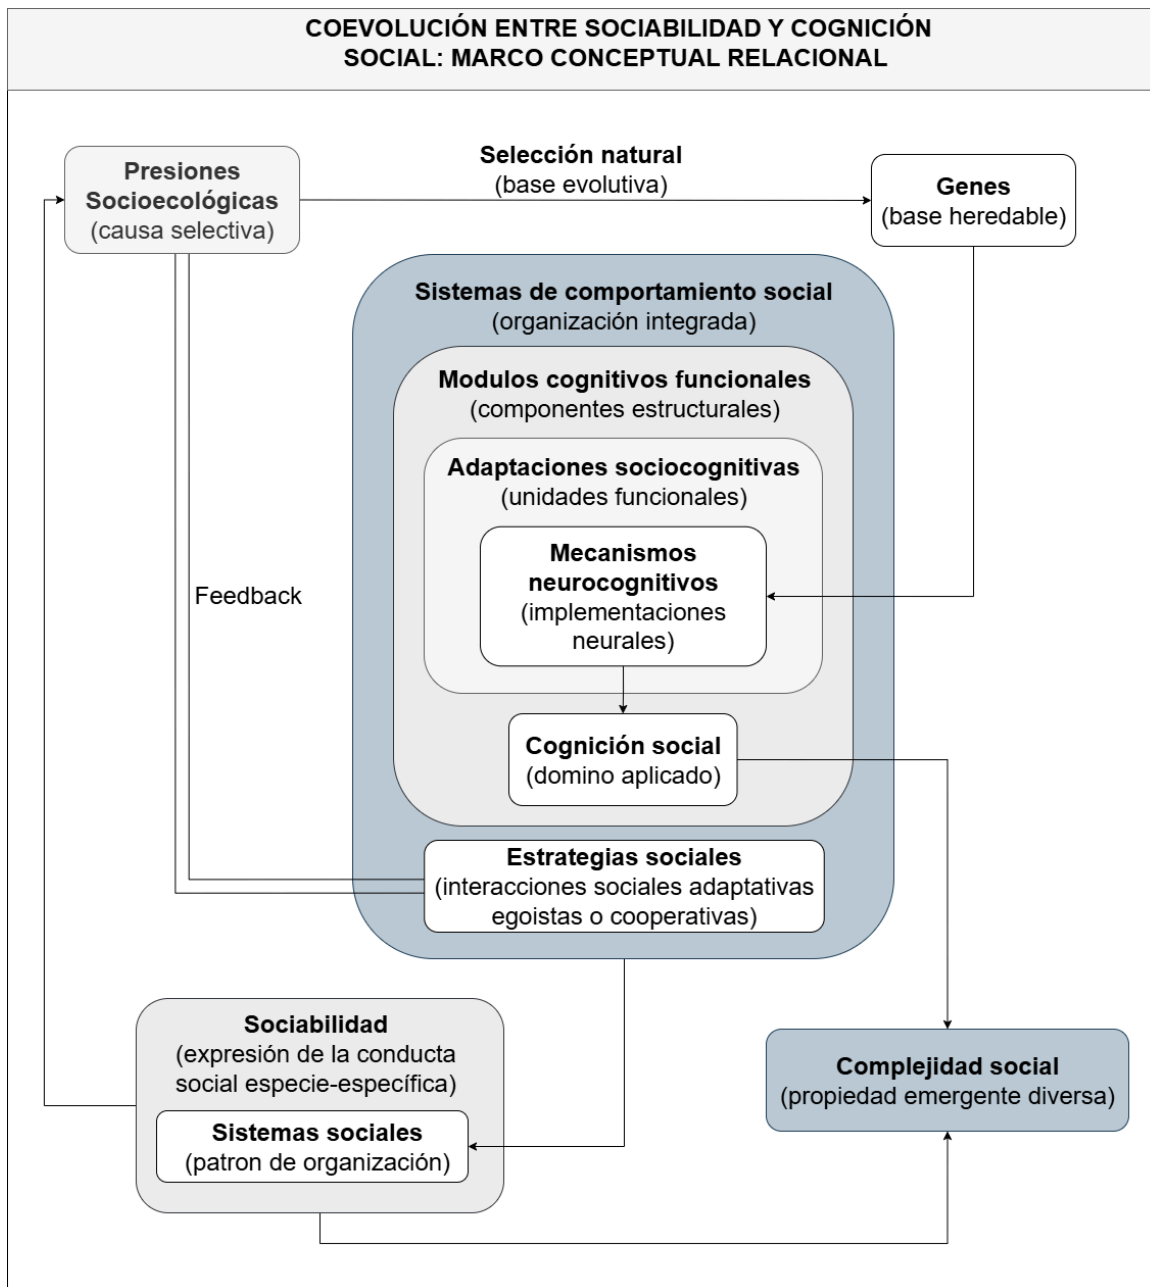 COEVOLUCIÓN ENTRE SOCIABILIDAD Y COGNICIÓN
SOCIAL: MARCO CONCEPTUAL RELACIONAL
Presiones
Socioecológicas
(causa selectiva)
Selección natural
(base evolutiva)
Genes
(base heredable)
Sistemas de comportamiento social
(organización integrada)
Modulos cognitivos funcionales
(componentes estructurales)
Adaptaciones sociocognitivas
(unidades funcionales)
Mecanismos
neurocognitivos
(implementaciones
neurales)
Feedback
Cognición social
(domino aplicado)
Estrategias sociales
(interacciones sociales adaptativas
egoistas o cooperativas)
Sociabilidad
(expresión de la conducta
social especie-específica)
Sistemas sociales
(patron de organización)
Complejidad social
(propiedad emergente diversa)